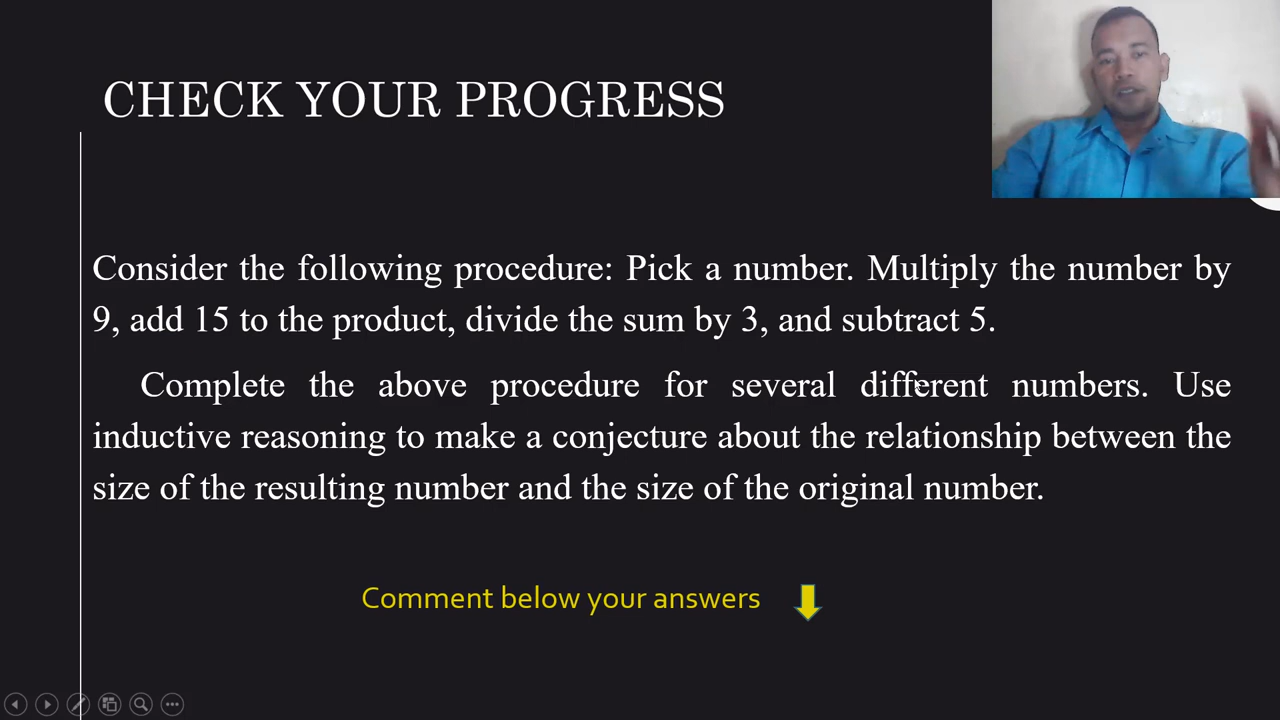 CHECK YOUR PROGRESS
Consider the following procedure: Pick a number. Multiply the number by
9, add 15 to the product, divide the sum by 3, and subtract 5.
Complete the above procedure for several different numbers. Use
inductive reasoning to make a conjecture about the relationship between the
size of the resulting number and the size of the original number.
Comment below your answers